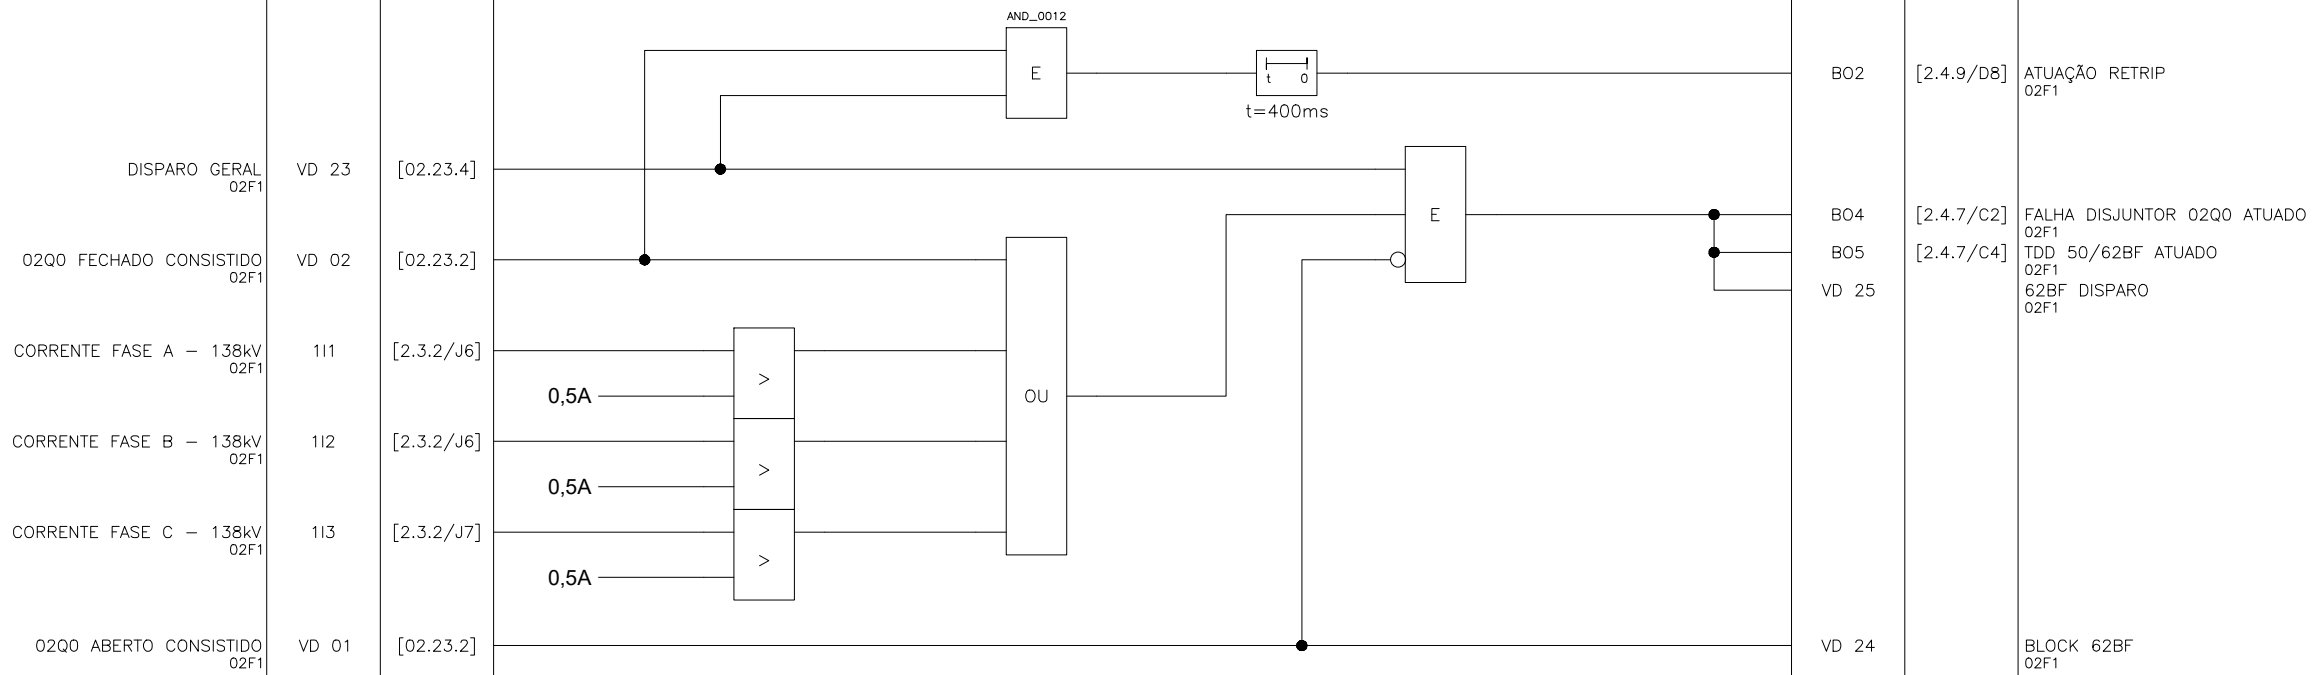 AND_0012
E
t 0
t=400ms
BO2 [2.4.9/D8] ATUAÇÃO RETRIP
02F1
DISPARO GERAL VD 23 [02.23.4]
02F1
E
BO4 [2.4.7/C2] FALHA DISJUNTOR 02Q0 ATUADO
02F1
BO5 [2.4.7/C4] TDD 50/62BF ATUADO
02F1
VD 25 62BF DISPARO
02F1
02Q0 FECHADO CONSISTIDO VD 02 [02.23.2]
02F1
CORRENTE FASE A – 138kV 1I1 [2.3.2/J6]
02F1
>
0,5A
OU
CORRENTE FASE B – 138kV 1I2 [2.3.2/J6]
02F1
>
0,5A
CORRENTE FASE C – 138kV 1I3 [2.3.2/J7]
02F1
>
0,5A
02Q0 ABERTO CONSISTIDO VD 01 [02.23.2]
02F1
VD 24 BLOCK 62BF
02F1